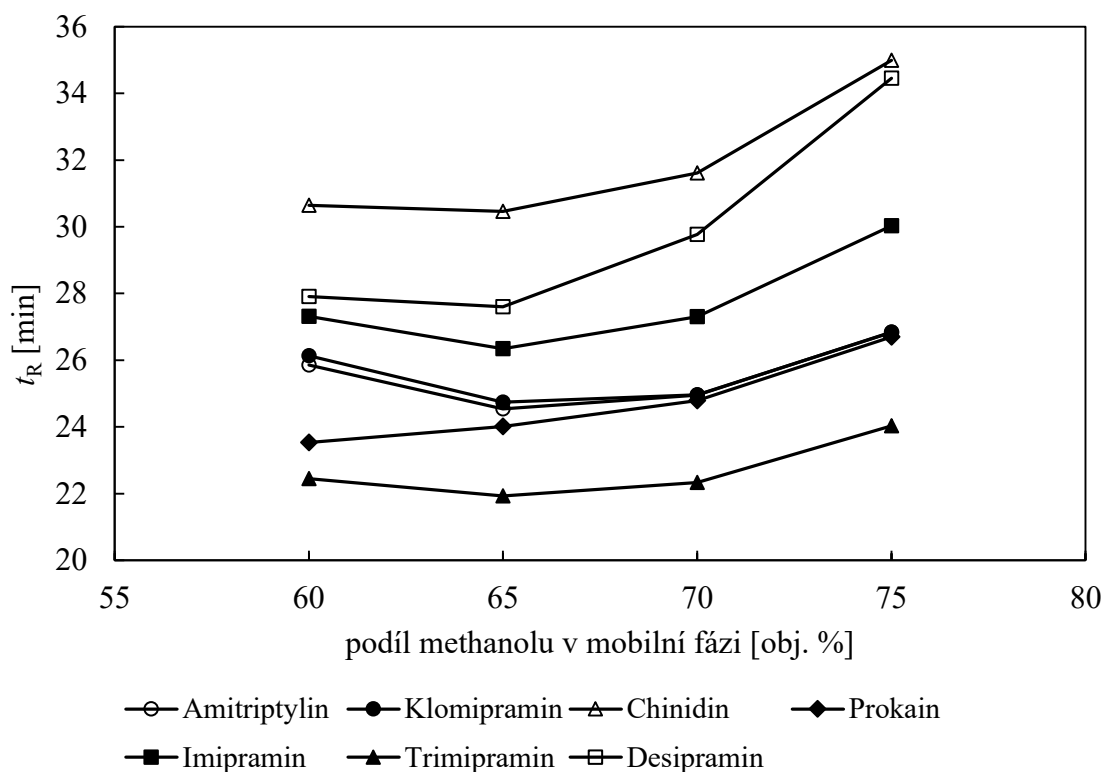 36
34
32
30
28
26
24
22
20
t_R [min]
55 60 65 70 75 80
podíl methanolu v mobilní fázi [obj. %]
Amitriptylin Klomipramin Chinidin Prokain
Imipramin Trimipramin Desipramin